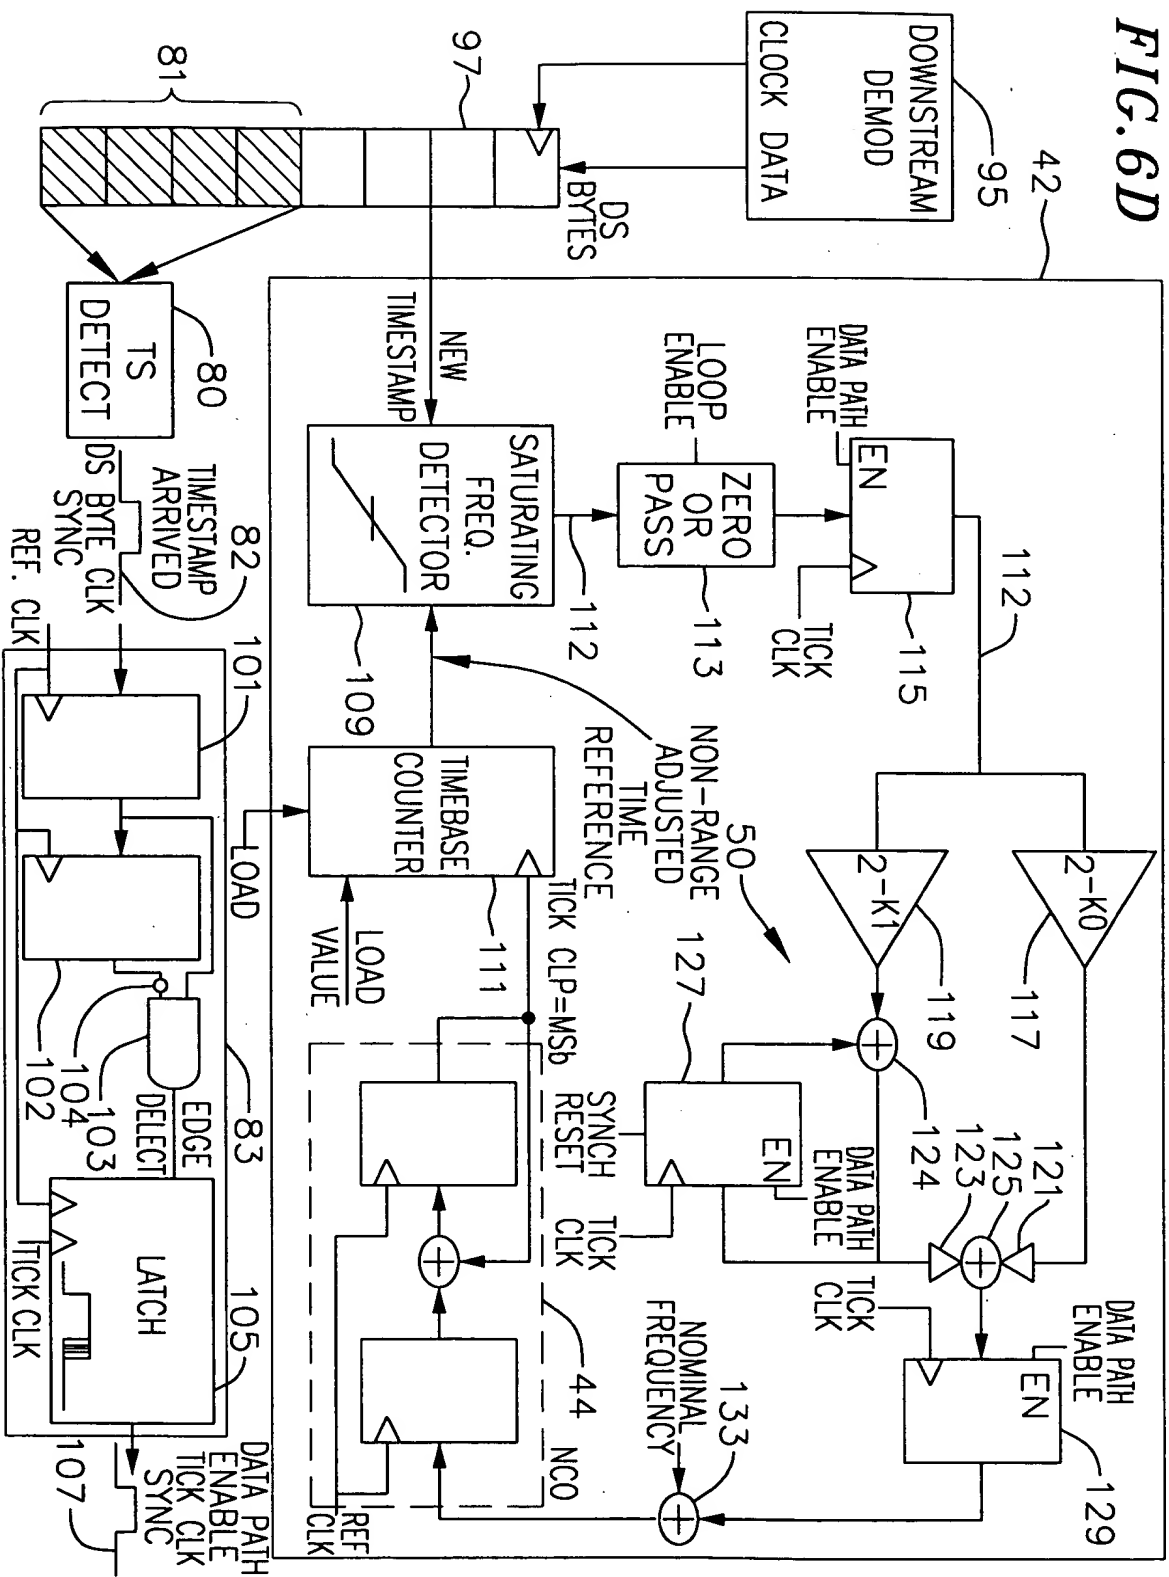 FIG. 6D
DOWNSTREAM
DEMOD
CLOCK DATA
95
42
97
81
DS
BYTES
TS
DETECT
80
NEW
TIMESTAMP
SATURATING
FREQ.
DETECTOR
109
112
LOOP
ENABLE
ZERO
OR
PASS
113
DATA PATH
ENABLE
EN
TICK
CLK
115
112
2-K0
117
2-K1
119
NON-RANGE
ADJUSTED
TIME
REFERENCE
50
TIMEBASE
COUNTER
111
LOAD
LOAD
VALUE
TICK CLP=MSb
127
EN
SYNCH
RESET
TICK
CLK
DATA PATH
ENABLE
124
123
125
121
TICK
CLK
DATA PATH
ENABLE
EN
129
NOMINAL
FREQUENCY
133
44
NCO
REF
CLK
TIMESTAMP
ARRIVED
DS BYTE CLK
SYNC
82
REF. CLK
101
102
104
103
EDGE
DELECT
83
LATCH
105
TICK CLK
DATA PATH
ENABLE
TICK CLK
SYNC
107